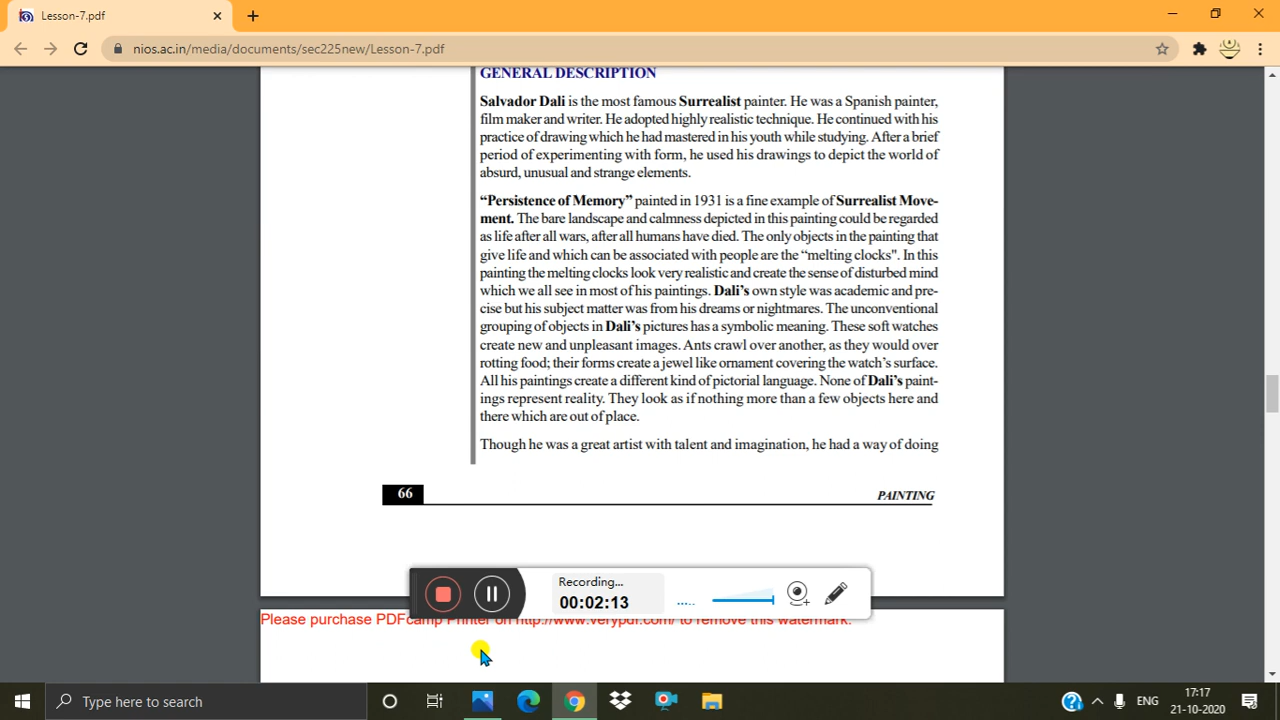 Lesson-7.pdf
nios.ac.in/media/documents/sec225new/Lesson-7.pdf
GENERAL DESCRIPTION
Salvador Dali is the most famous Surrealist painter. He was a Spanish painter,
film maker and writer. He adopted highly realistic technique. He continued with his
practice of drawing which he had mastered in his youth while studying. After a brief
period of experimenting with form, he used his drawings to depict the world of
absurd, unusual and strange elements.
“Persistence of Memory” painted in 1931 is a fine example of Surrealist Move-
ment. The bare landscape and calmness depicted in this painting could be regarded
as life after all wars, after all humans have died. The only objects in the painting that
give life and which can be associated with people are the “melting clocks". In this
painting the melting clocks look very realistic and create the sense of disturbed mind
which we all see in most of his paintings. Dali’s own style was academic and pre-
cise but his subject matter was from his dreams or nightmares. The unconventional
grouping of objects in Dali’s pictures has a symbolic meaning. These soft watches
create new and unpleasant images. Ants crawl over another, as they would over
rotting food; their forms create a jewel like ornament covering the watch’s surface.
All his paintings create a different kind of pictorial language. None of Dali’s paint-
ings represent reality. They look as if nothing more than a few objects here and
there which are out of place.
Though he was a great artist with talent and imagination, he had a way of doing
66 PAINTING
Recording...
00:02:13
Please purchase PDFcamp Printer on http://www.verypdf.com/ to remove this watermark.
Type here to search
ENG
17:17
21-10-2020